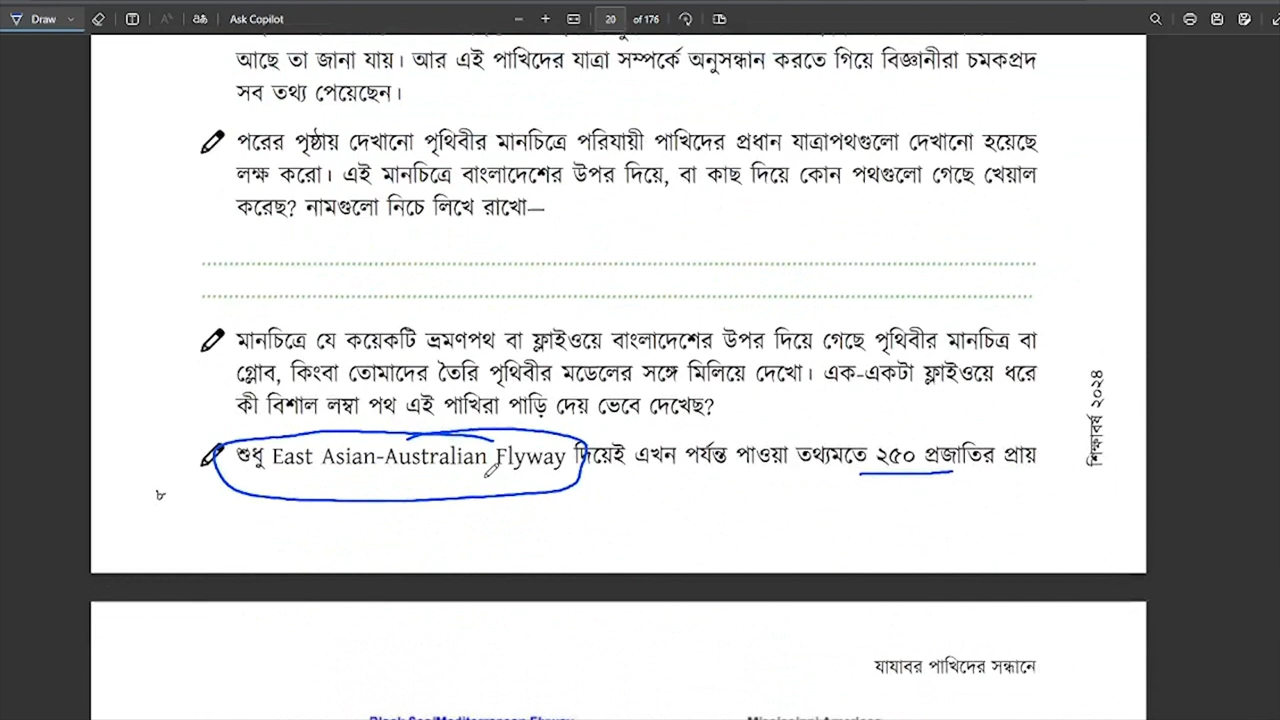 Draw
Ask Copilot
20 of 176
আছে তা জানা যায়। আর এই পাখিদের যাত্রা সম্পর্কে অনুসন্ধান করতে গিয়ে বিজ্ঞানীরা চমকপ্রদ
সব তথ্য পেয়েছেন।
পরের পৃষ্ঠায় দেখানো পৃথিবীর মানচিত্রে পরিযায়ী পাখিদের প্রধান যাত্রাপথগুলো দেখানো হয়েছে
লক্ষ করো। এই মানচিত্রে বাংলাদেশের উপর দিয়ে, বা কাছ দিয়ে কোন পথগুলো গেছে খেয়াল
করেছ? নামগুলো নিচে লিখে রাখো—
মানচিত্রে যে কয়েকটি ভ্রমণপথ বা ফ্লাইওয়ে বাংলাদেশের উপর দিয়ে গেছে পৃথিবীর মানচিত্র বা
গ্লোব, কিংবা তোমাদের তৈরি পৃথিবীর মডেলের সঙ্গে মিলিয়ে দেখো। এক-একটা ফ্লাইওয়ে ধরে
কী বিশাল লম্বা পথ এই পাখিরা পাড়ি দেয় ভেবে দেখেছ?
শুধু East Asian-Australian Flyway দিয়েই এখন পর্যন্ত পাওয়া তথ্যমতে ২৫০ প্রজাতির প্রায়
৮
শিক্ষাবর্ষ ২০২৪
যাযাবর পাখিদের সন্ধানে